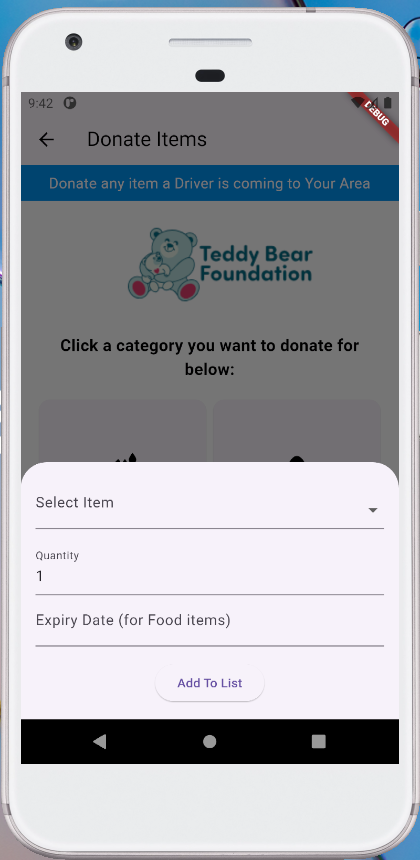 9:42
DEBUG
Donate Items
Donate any item a Driver is coming to Your Area
Teddy Bear
Foundation
Click a category you want to donate for
below:
Select Item
Quantity
1
Expiry Date (for Food items)
Add To List